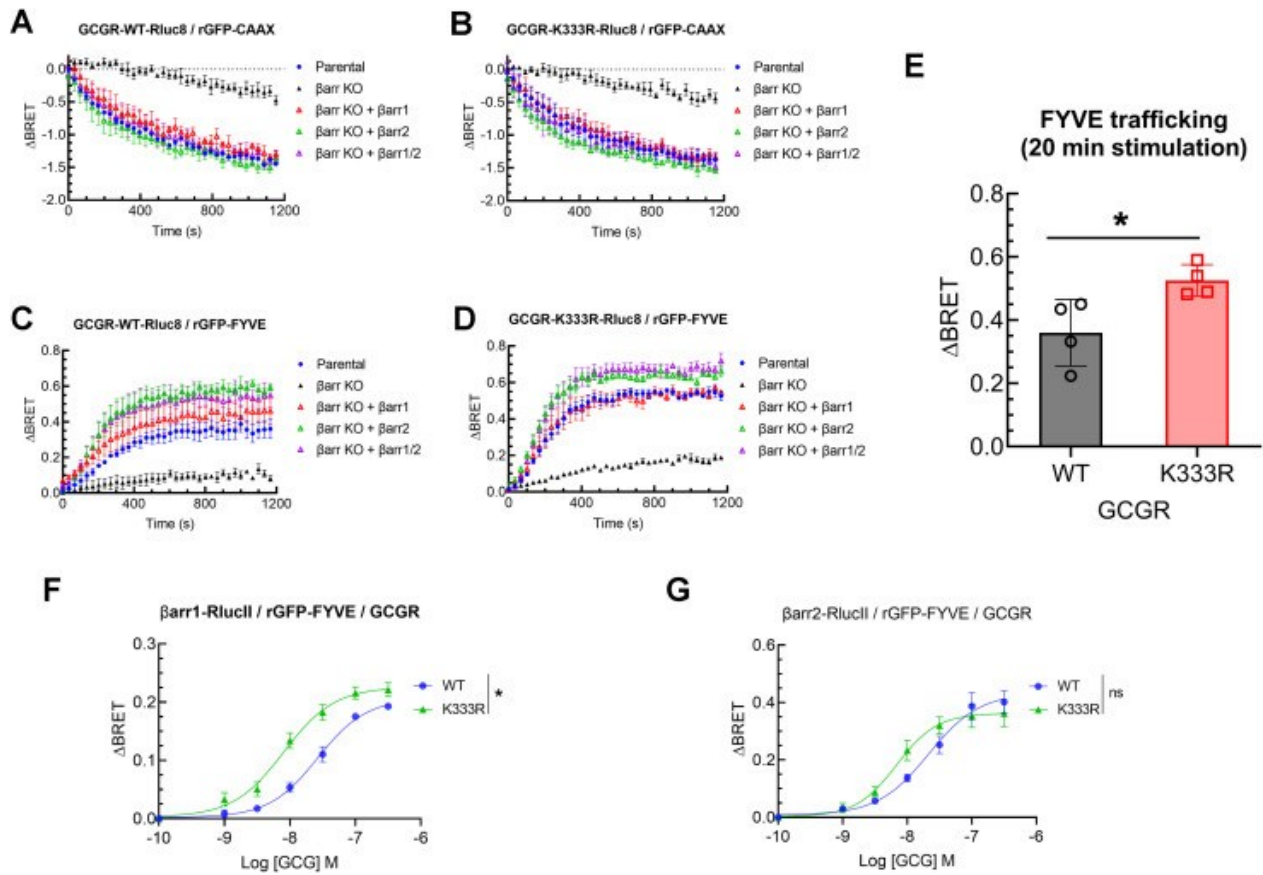 A
GCGR-WT-Rluc8 / rGFP-CAAX
ΔBRET
0.0
-0.5
-1.0
-1.5
-2.0
0
400
800
1200
Time (s)
Parental
βarr KO
βarr KO + βarr1
βarr KO + βarr2
βarr KO + βarr1/2
B
GCGR-K333R-Rluc8 / rGFP-CAAX
ΔBRET
0.0
-0.5
-1.0
-1.5
-2.0
0
400
800
1200
Time (s)
Parental
βarr KO
βarr KO + βarr1
βarr KO + βarr2
βarr KO + βarr1/2
C
GCGR-WT-Rluc8 / rGFP-FYVE
ΔBRET
0.8
0.6
0.4
0.2
0.0
0
400
800
1200
Time (s)
Parental
βarr KO
βarr KO + βarr1
βarr KO + βarr2
βarr KO + βarr1/2
D
GCGR-K333R-Rluc8 / rGFP-FYVE
ΔBRET
0.8
0.6
0.4
0.2
0.0
0
400
800
1200
Time (s)
Parental
βarr KO
βarr KO + βarr1
βarr KO + βarr2
βarr KO + βarr1/2
E
FYVE trafficking
(20 min stimulation)
ΔBRET
0.8
0.6
0.4
0.2
0.0
*
WT
K333R
GCGR
F
βarr1-RlucII / rGFP-FYVE / GCGR
ΔBRET
0.3
0.2
0.1
0.0
-10
-9
-8
-7
-6
Log [GCG] M
WT
K333R
*
G
βarr2-RlucII / rGFP-FYVE / GCGR
ΔBRET
0.6
0.4
0.2
0.0
-10
-9
-8
-7
-6
Log [GCG] M
WT
K333R
ns